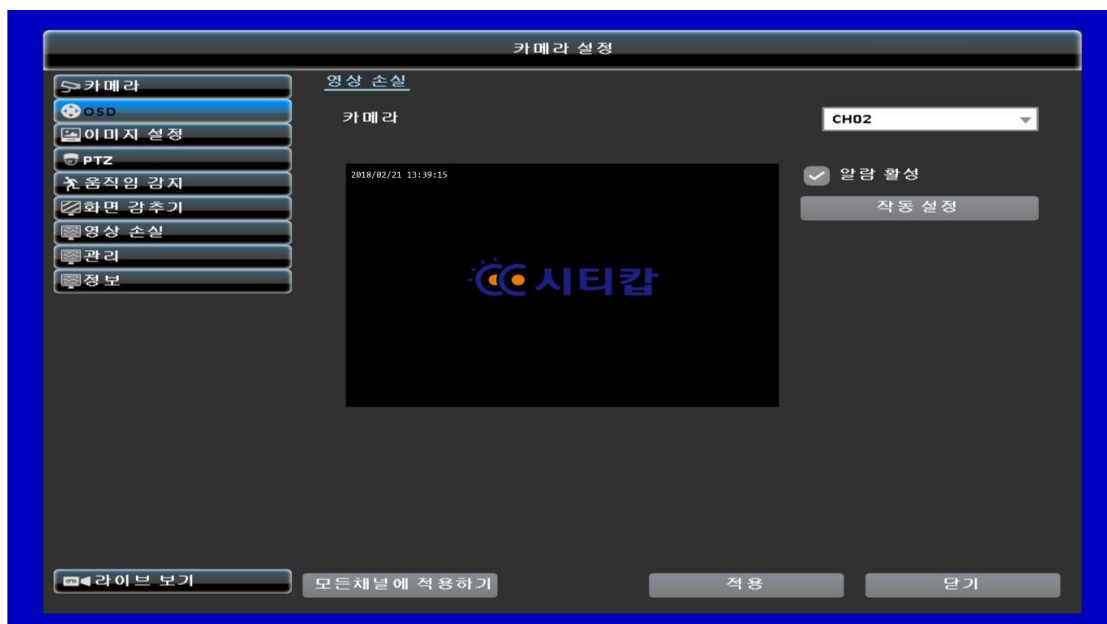 카메라 설정
카메라
OSD
이미지 설정
PTZ
움직임 감지
화면 감추기
영상 손실
관리
정보
라이브 보기
영상 손실
카메라
CH02
2018/02/21 13:39:15
시티캅
알람 활성
작동 설정
모든채널에 적용하기
적용
닫기